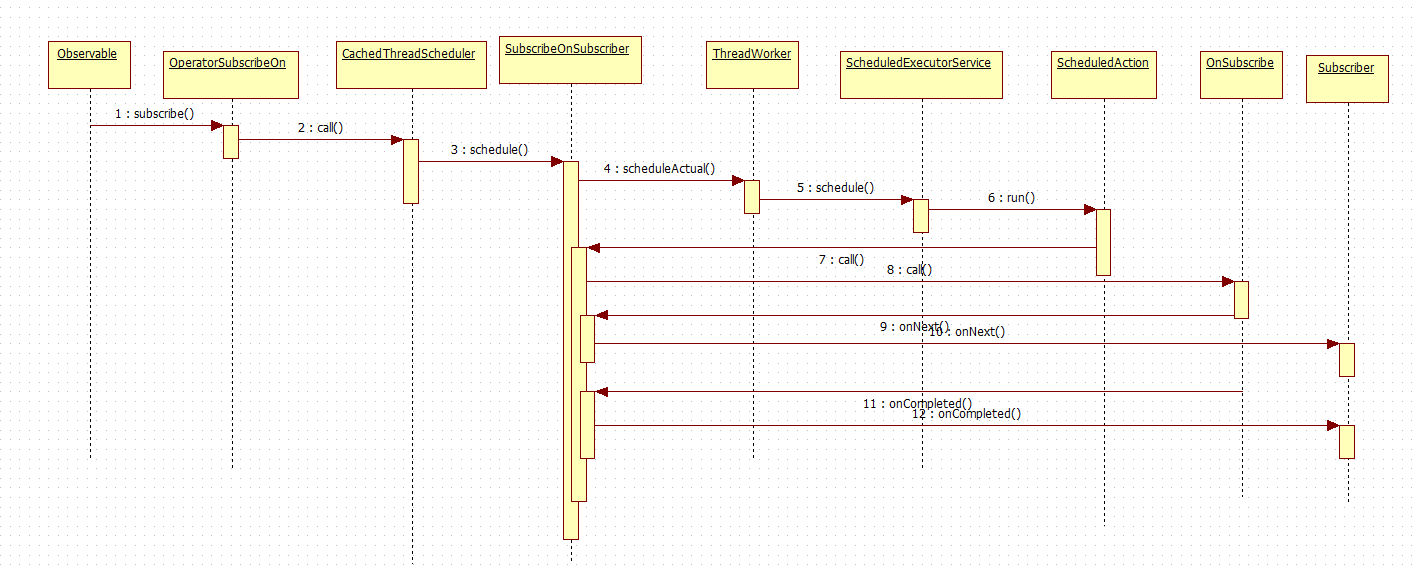 Observable
OperatorSubscribeOn
CachedThreadScheduler
SubscribeOnSubscriber
ThreadWorker
ScheduledExecutorService
ScheduledAction
OnSubscribe
Subscriber
1 : subscribe()
2 : call()
3 : schedule()
4 : scheduleActual()
5 : schedule()
6 : run()
7 : call()
8 : call()
9 : onNext()
10 : onNext()
11 : onCompleted()
12 : onCompleted()